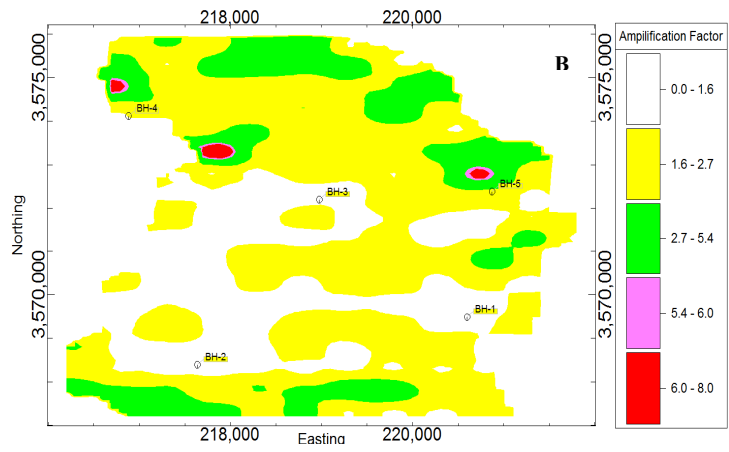 218,000 220,000
Ampilification Factor
3,575,000
B
3,575,000
0.0 - 1.6
BH-4
1.6 - 2.7
BH-3
BH-5
Northing
2.7 - 5.4
3,570,000
3,570,000
BH-1
5.4 - 6.0
BH-2
6.0 - 8.0
218,000 220,000
Easting